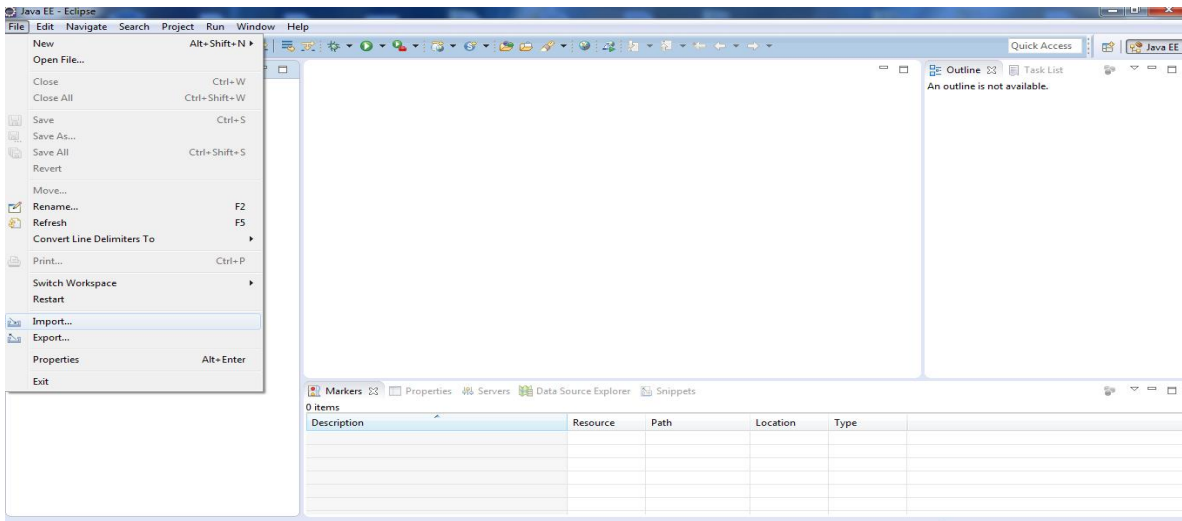 Java EE - Eclipse
File Edit Navigate Search Project Run Window Help
New Alt+Shift+N
Open File...
Close Ctrl+W
Close All Ctrl+Shift+W
Save Ctrl+S
Save As...
Save All Ctrl+Shift+S
Revert
Move...
Rename... F2
Refresh F5
Convert Line Delimiters To
Print... Ctrl+P
Switch Workspace
Restart
Import...
Export...
Properties Alt+Enter
Exit
Quick Access Java EE
Outline Task List
An outline is not available.
Markers Properties Servers Data Source Explorer Snippets
0 items
Description Resource Path Location Type